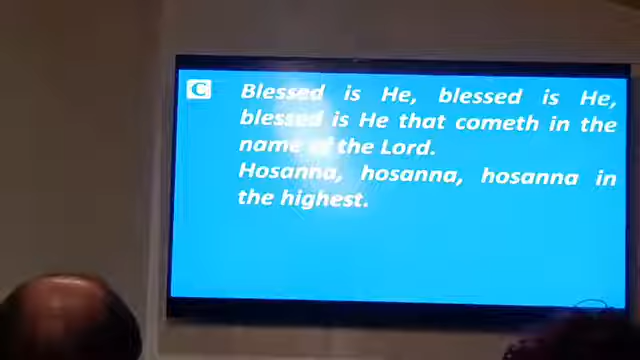 C Blessed is He, blessed is He,
blessed is He that cometh in the
name of the Lord.
Hosanna, hosanna, hosanna in
the highest.